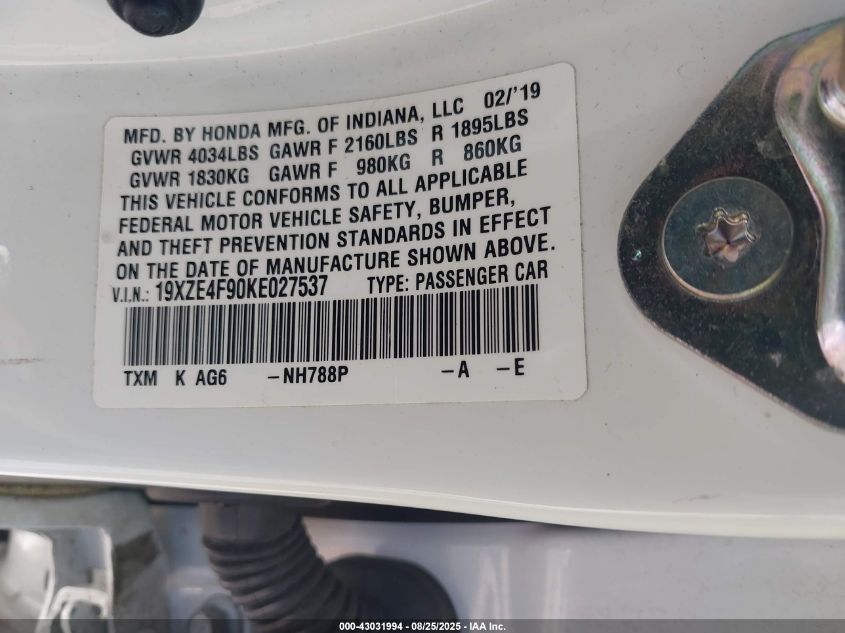 MFD. BY HONDA MFG. OF INDIANA, LLC 02/'19
GVWR 4034LBS GAWR F 2160LBS R 1895LBS
GVWR 1830KG GAWR F 980KG R 860KG
THIS VEHICLE CONFORMS TO ALL APPLICABLE
FEDERAL MOTOR VEHICLE SAFETY, BUMPER,
AND THEFT PREVENTION STANDARDS IN EFFECT
ON THE DATE OF MANUFACTURE SHOWN ABOVE.
V.I.N.: 19XZE4F90KE027537 TYPE: PASSENGER CAR
TXM K AG6 -NH788P -A -E
000-43031994 - 08/25/2025 - IAA Inc.